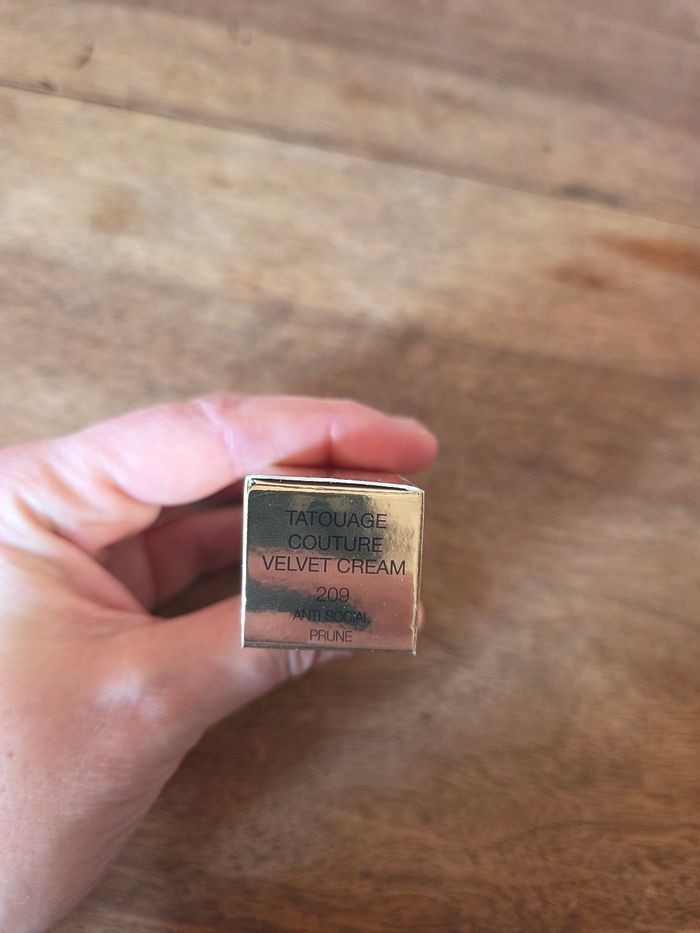 TATOUAGE
COUTURE
VELVET CREAM
209
ANTI-SOCIAL
PRUNE